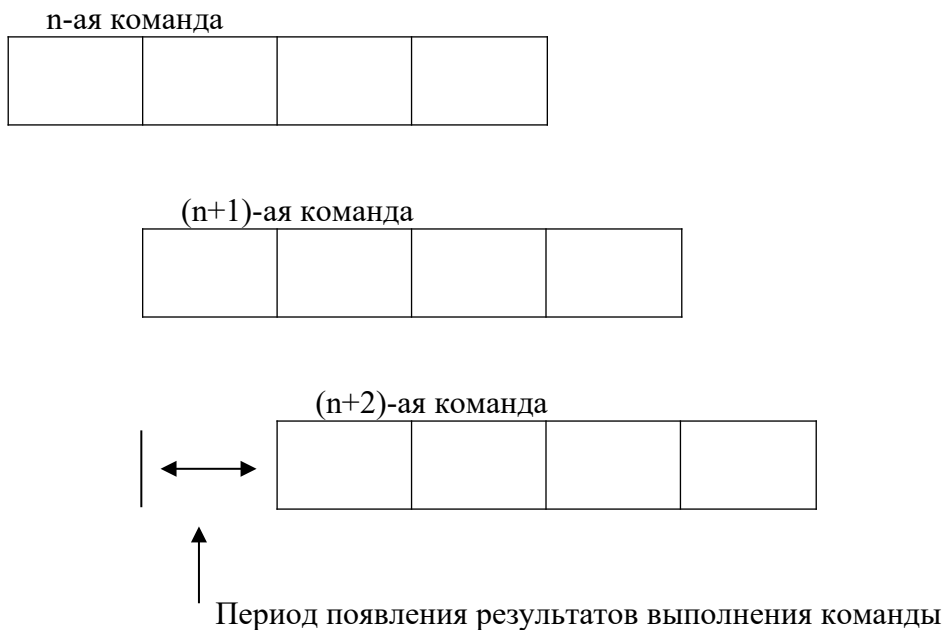 n-ая команда
(n+1)-ая команда
(n+2)-ая команда
Период появления результатов выполнения команды